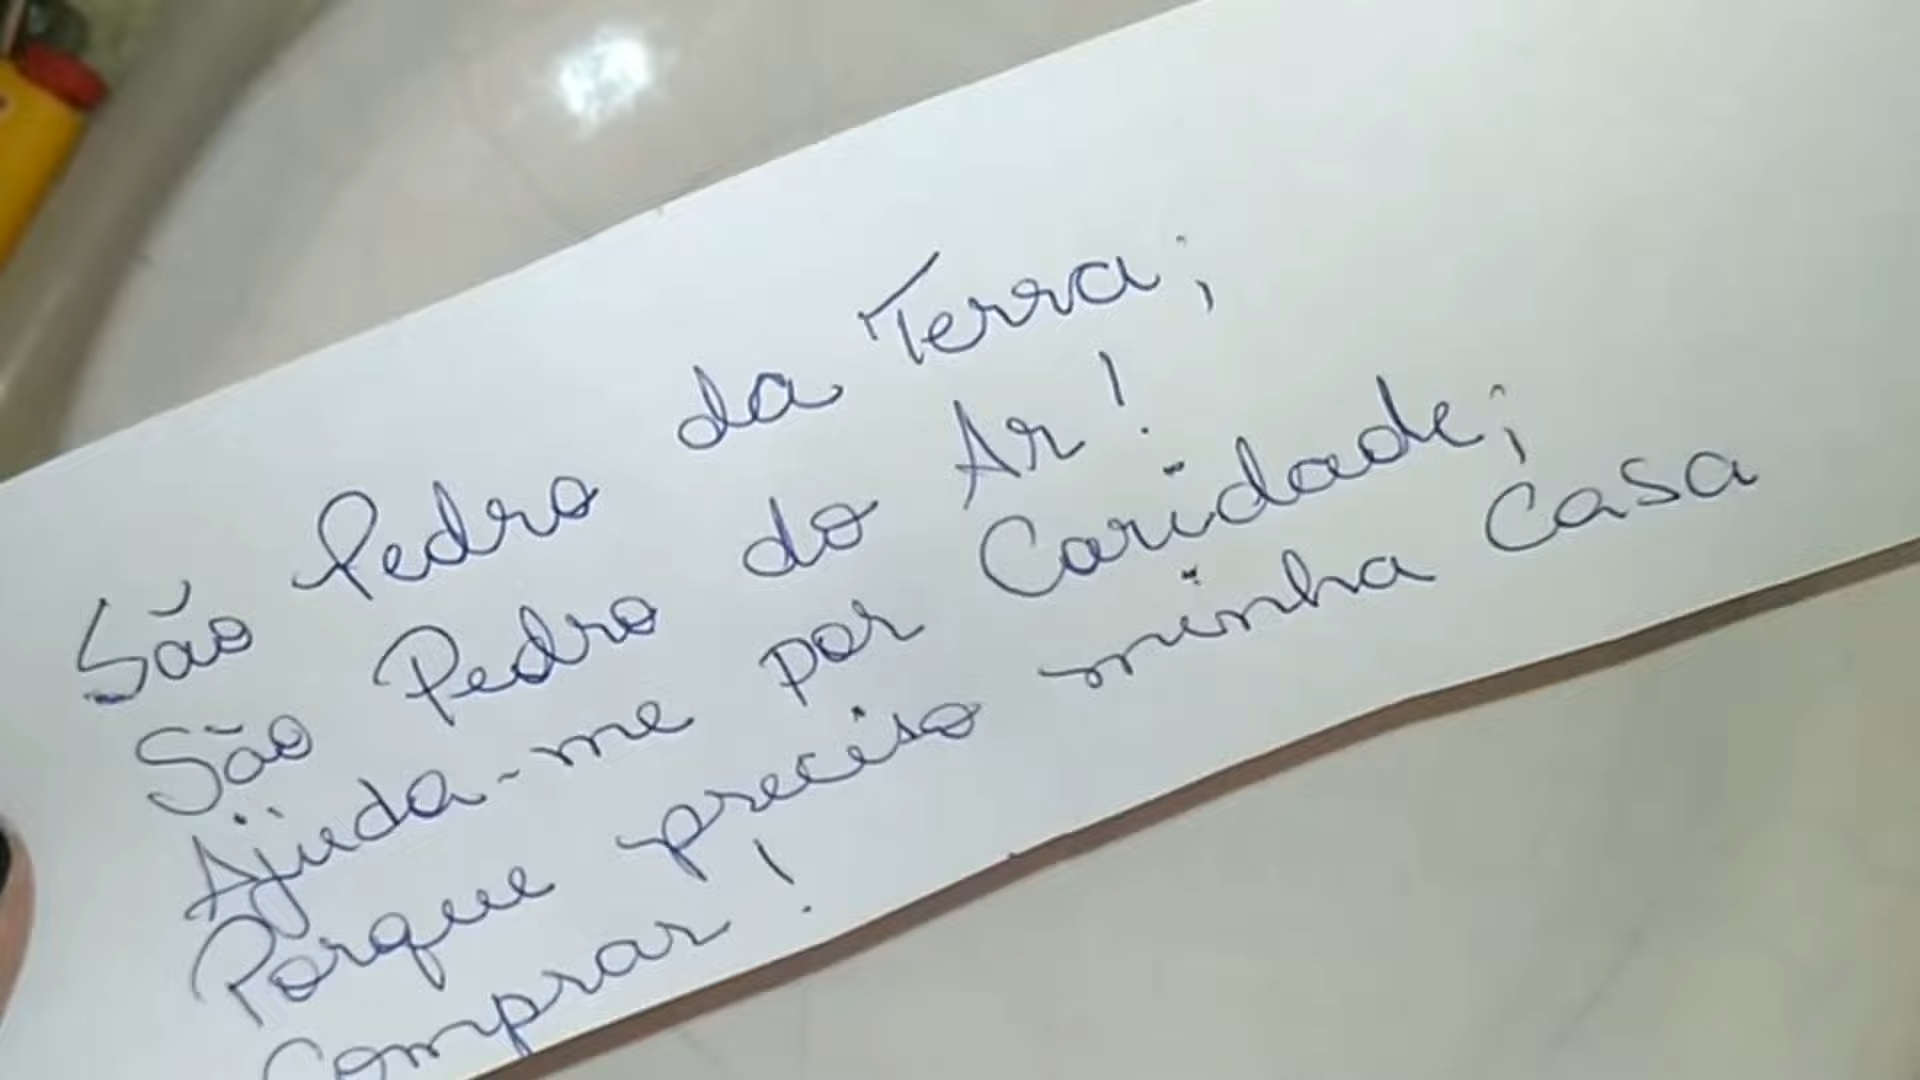 São Pedro da Terra;
São Pedro do Ar!
Ajuda-me por Caridade;
Porque preciso minha Casa
Comprar!